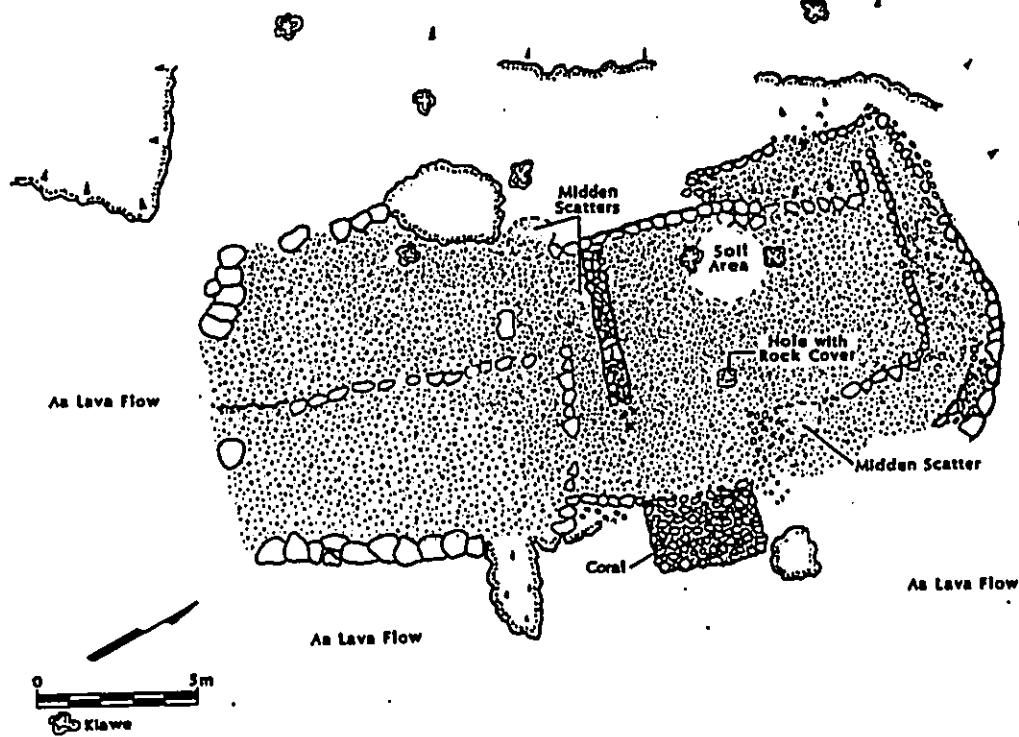 Midden
Scatters
Soil
Area
Hole with
Rock Cover
Aa Lava Flow
Midden Scatter
Coral
Aa Lava Flow
Aa Lava Flow
0 5m
Kiawe